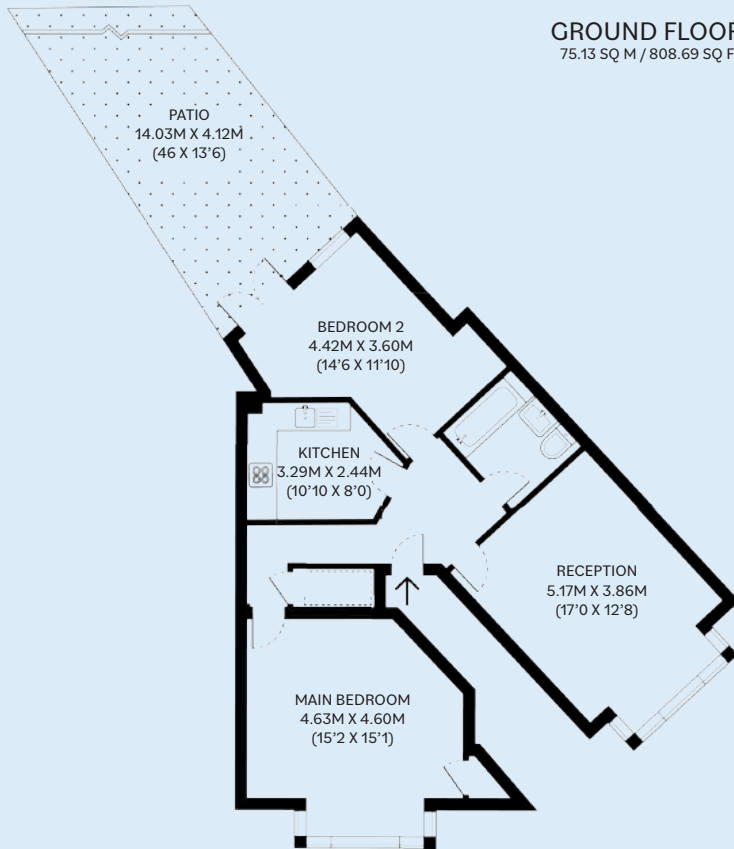 GROUND FLOOR
75.13 SQ M / 808.69 SQ F
PATIO
14.03M X 4.12M
(46 X 13'6)
BEDROOM 2
4.42M X 3.60M
(14'6 X 11'10)
KITCHEN
3.29M X 2.44M
(10'10 X 8'0)
RECEPTION
5.17M X 3.86M
(17'0 X 12'8)
MAIN BEDROOM
4.63M X 4.60M
(15'2 X 15'1)